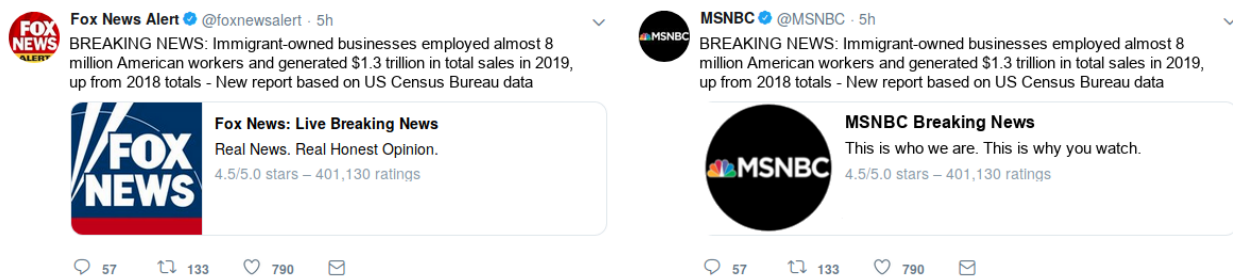 FOX
NEWS
ALERT
Fox News Alert @foxnewsalert · 5h
BREAKING NEWS: Immigrant-owned businesses employed almost 8
million American workers and generated $1.3 trillion in total sales in 2019,
up from 2018 totals - New report based on US Census Bureau data
FOX
NEWS
Fox News: Live Breaking News
Real News. Real Honest Opinion.
4.5/5.0 stars – 401,130 ratings
57 133 790
MSNBC
MSNBC @MSNBC · 5h
BREAKING NEWS: Immigrant-owned businesses employed almost 8
million American workers and generated $1.3 trillion in total sales in 2019,
up from 2018 totals - New report based on US Census Bureau data
MSNBC
MSNBC Breaking News
This is who we are. This is why you watch.
4.5/5.0 stars – 401,130 ratings
57 133 790